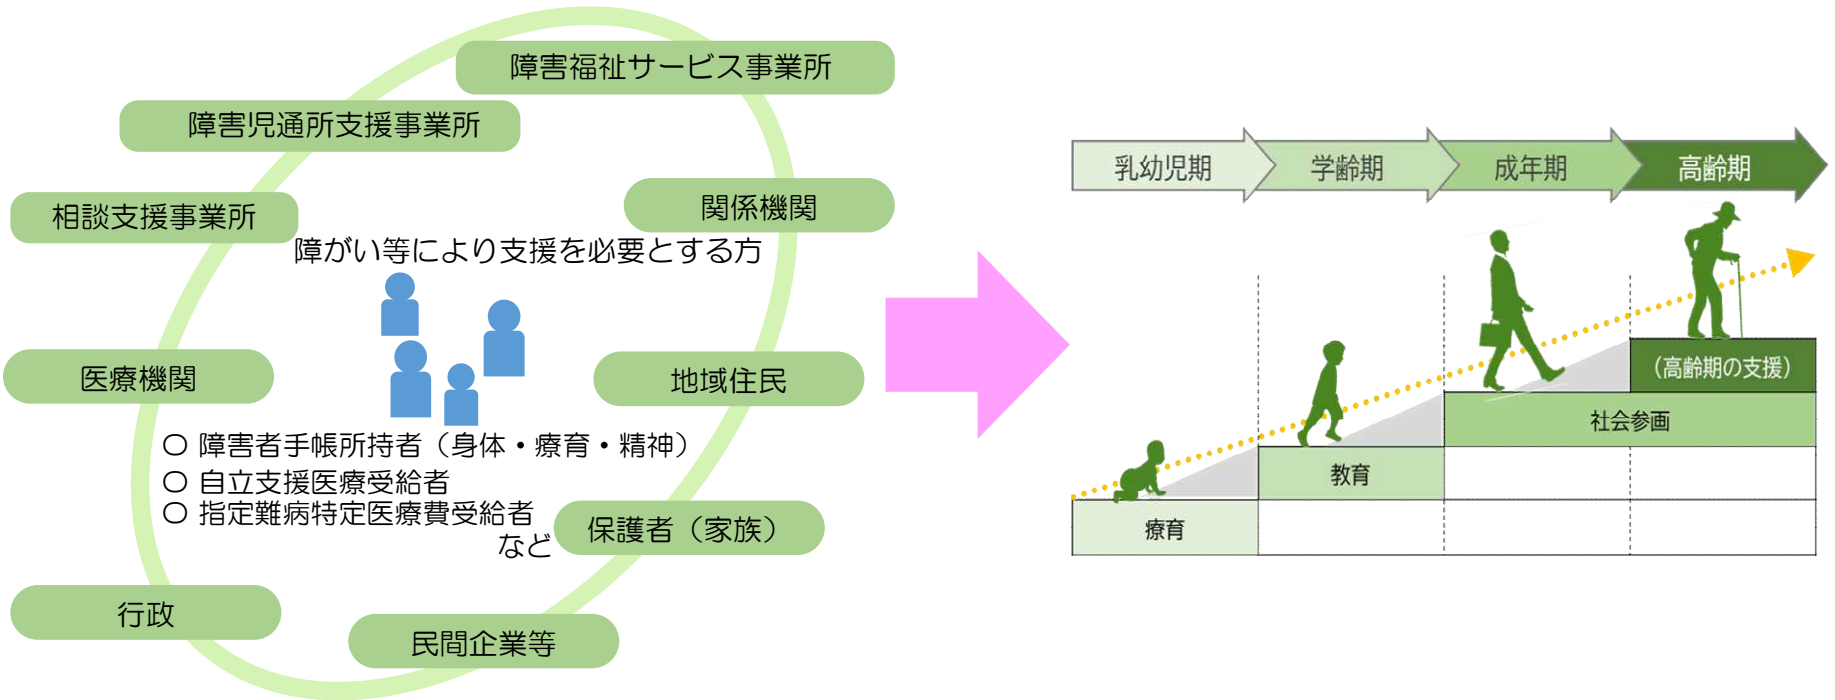 障害福祉サービス事業所
障害児通所支援事業所
相談支援事業所
関係機関
障がい等により支援を必要とする方
医療機関
地域住民
〇 障害者手帳所持者（身体・療育・精神）
〇 自立支援医療受給者
〇 指定難病特定医療費受給者
など
保護者（家族）
行政
民間企業等
乳幼児期
学齢期
成年期
高齢期
（高齢期の支援）
社会参画
教育
療育